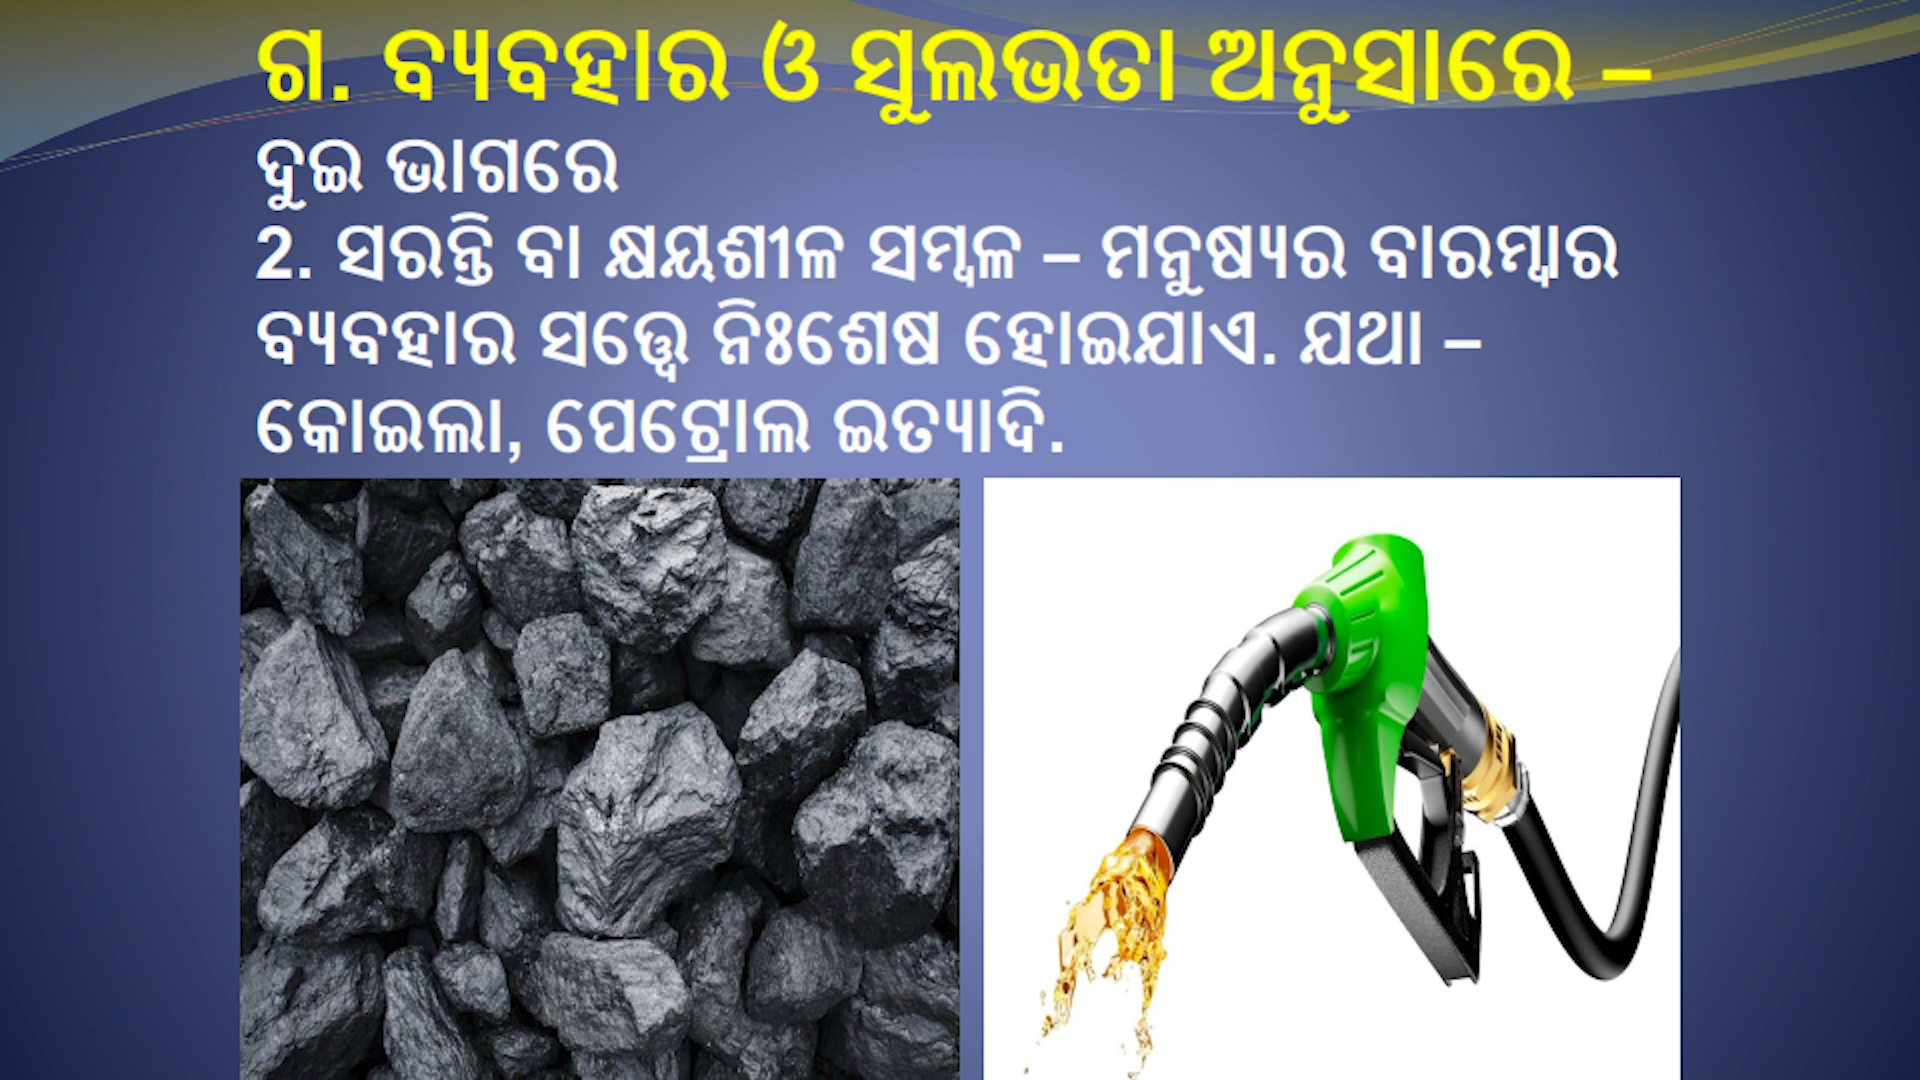 ଗ. ବ୍ୟବହାର ଓ ସୁଲଭତା ଅନୁସାରେ –
ଦୁଇ ଭାଗରେ
2. ସରନ୍ତି ବା କ୍ଷୟଶୀଳ ସମ୍ବଳ – ମନୁଷ୍ୟର ବାରମ୍ବାର
ବ୍ୟବହାର ସତ୍ତ୍ୱେ ନିଃଶେଷ ହୋଇଯାଏ. ଯଥା –
କୋଇଲା, ପେଟ୍ରୋଲ ଇତ୍ୟାଦି.